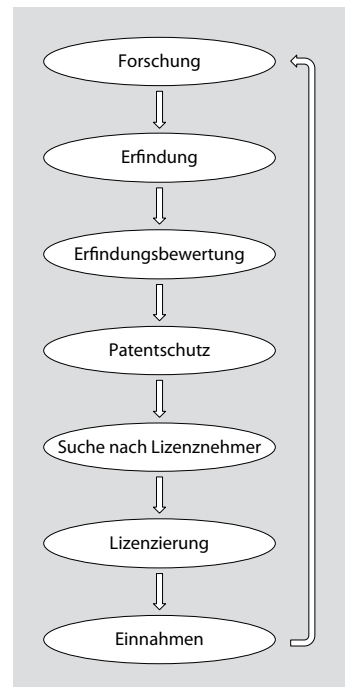 Forschung
Erfindung
Erfindungsbewertung
Patentschutz
Suche nach Lizenznehmer
Lizenzierung
Einnahmen